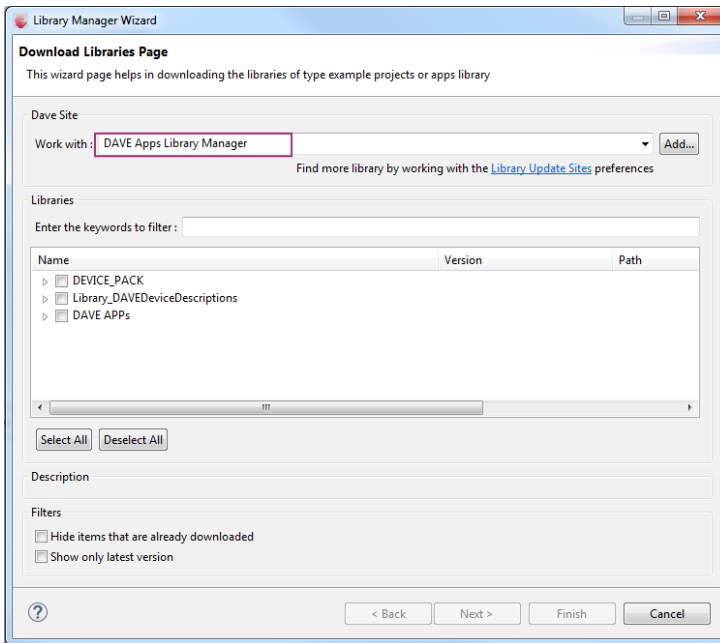 Library Manager Wizard
Download Libraries Page
This wizard page helps in downloading the libraries of type example projects or apps library
Dave Site
Work with : DAVE Apps Library Manager Add...
Find more library by working with the Library Update Sites preferences
Libraries
Enter the keywords to filter :
Name Version Path
DEVICE_PACK
Library_DAVEDeviceDescriptions
DAVE APPs
Select All Deselect All
Description
Filters
Hide items that are already downloaded
Show only latest version
< Back Next > Finish Cancel